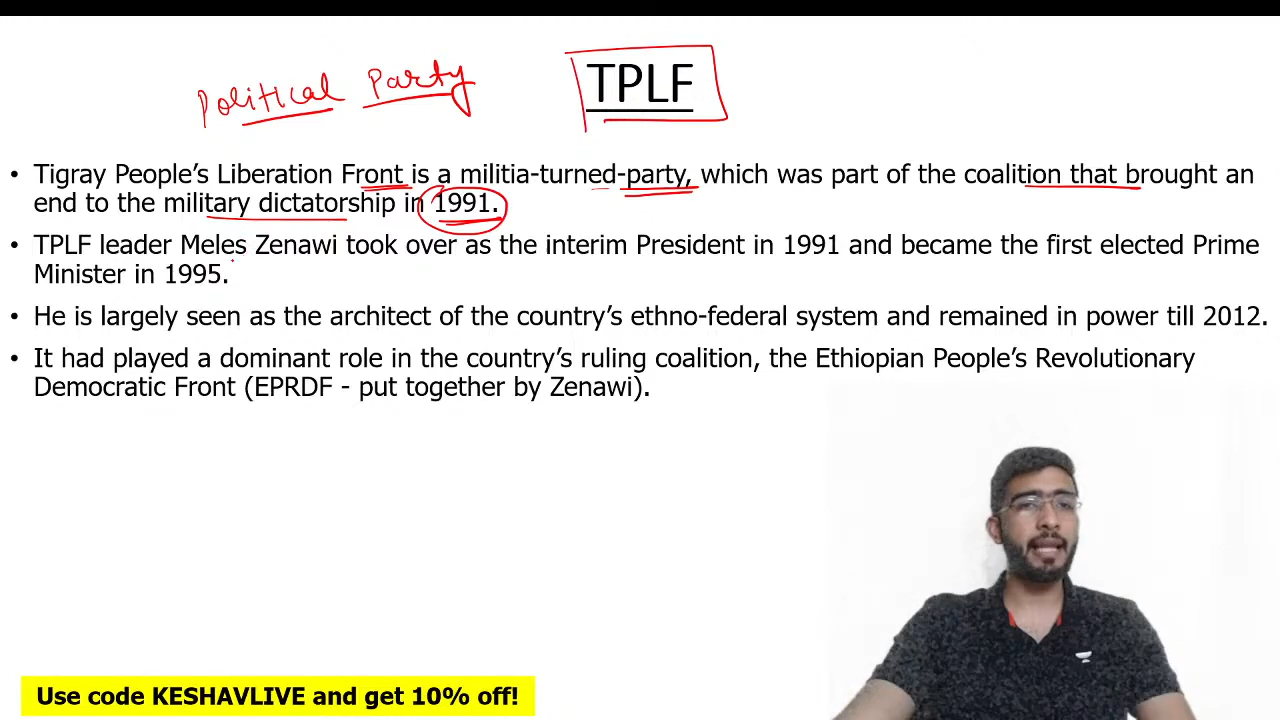 Political Party
TPLF
• Tigray People's Liberation Front is a militia-turned-party, which was part of the coalition that brought an
end to the military dictatorship in 1991.
• TPLF leader Meles Zenawi took over as the interim President in 1991 and became the first elected Prime
Minister in 1995.
• He is largely seen as the architect of the country's ethno-federal system and remained in power till 2012.
• It had played a dominant role in the country's ruling coalition, the Ethiopian People's Revolutionary
Democratic Front (EPRDF - put together by Zenawi).
Use code KESHAVLIVE and get 10% off!